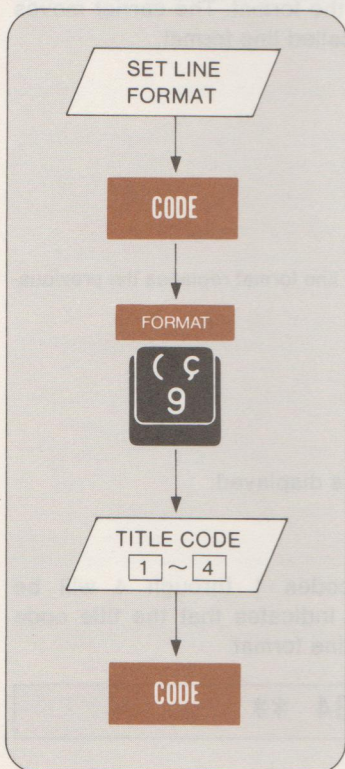 SET LINE
FORMAT
CODE
FORMAT
( Ç
9
TITLE CODE
1 ~ 4
CODE